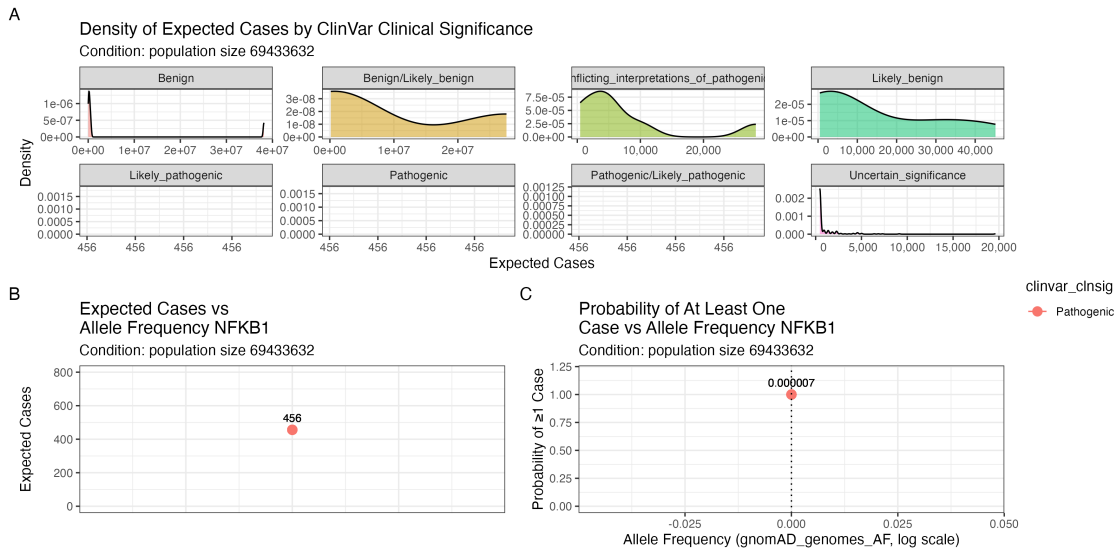 A
Density of Expected Cases by ClinVar Clinical Significance
Condition: population size 69433632
Benign
Benign/Likely_benign
nflicting_interpretations_of_pathogenic
Likely_benign
1e-06
5e-07
0e+00
0e+00 1e+07 2e+07 3e+07 4e+07
3e-08
2e-08
1e-08
0e+00
0e+00 1e+07 2e+07
7.5e-05
5.0e-05
2.5e-05
0.0e+00
0 10,000 20,000
2e-05
1e-05
0e+00
0 10,000 20,000 30,000 40,000
Density
Likely_pathogenic
Pathogenic
Pathogenic/Likely_pathogenic
Uncertain_significance
0.0015
0.0010
0.0005
0.0000
456 456 456 456
0.0015
0.0010
0.0005
0.0000
456 456 456 456
0.00125
0.00100
0.00075
0.00050
0.00025
0.00000
456 456 456 456
0.002
0.001
0.000
0 5,000 10,000 15,000 20,000
Expected Cases
B
Expected Cases vs
Allele Frequency NFKB1
Condition: population size 69433632
800
600
400
200
0
Expected Cases
456
C
Probability of At Least One
Case vs Allele Frequency NFKB1
Condition: population size 69433632
1.25
1.00
0.75
0.50
0.25
0.00
Probability of ≥1 Case
0.000007
-0.025 0.000 0.025 0.050
Allele Frequency (gnomAD_genomes_AF, log scale)
clinvar_clnsig
Pathogenic